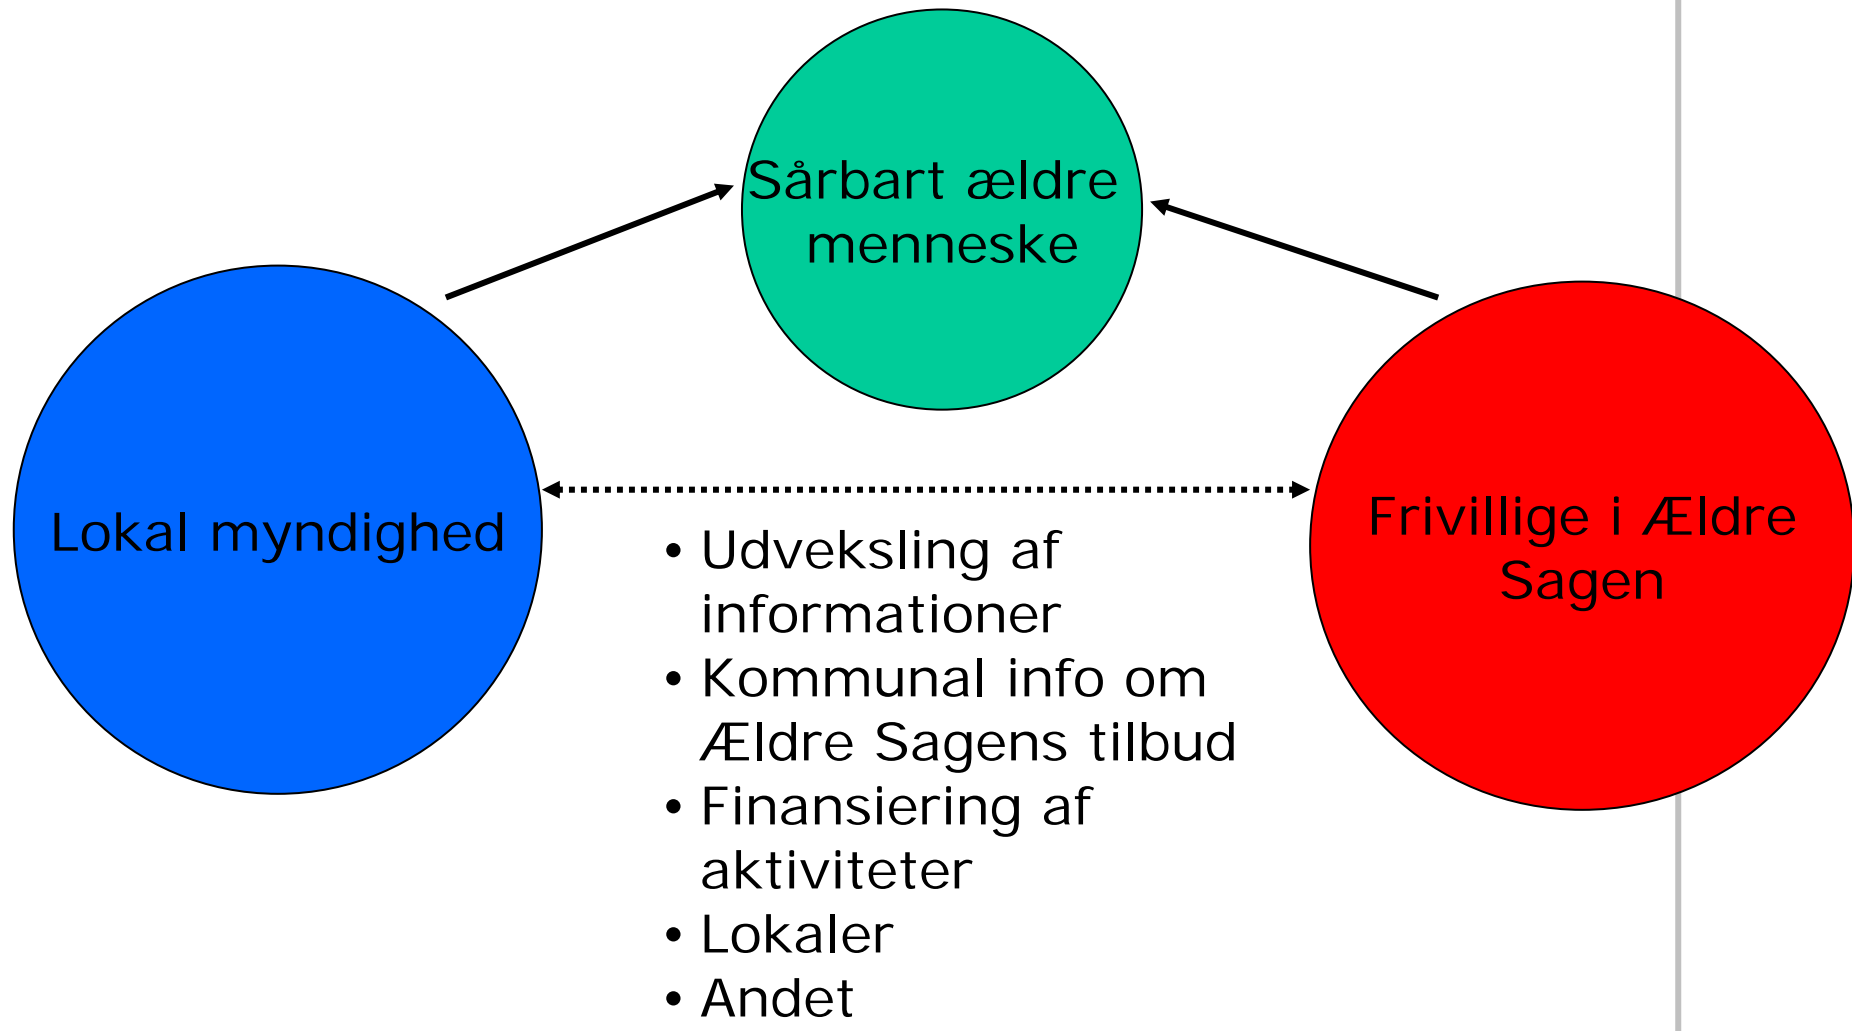 Sårbart ældre
menneske
Lokal myndighed
Frivillige i Ældre
Sagen
• Udveksling af
informationer
• Kommunal info om
Ældre Sagens tilbud
• Finansiering af
aktiviteter
• Lokaler
• Andet